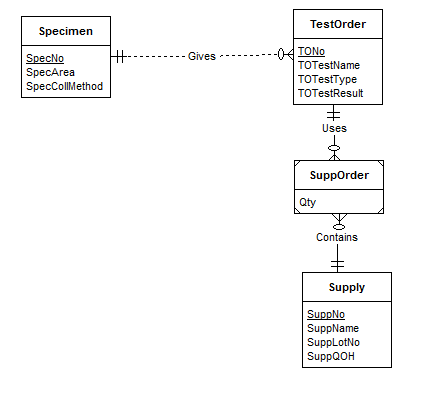 Specimen
SpecNo
SpecArea
SpecCollMethod
Gives
TestOrder
TONo
TOTestName
TOTestType
TOTestResult
Uses
SuppOrder
Qty
Contains
Supply
SuppNo
SuppName
SuppLotNo
SuppQOH